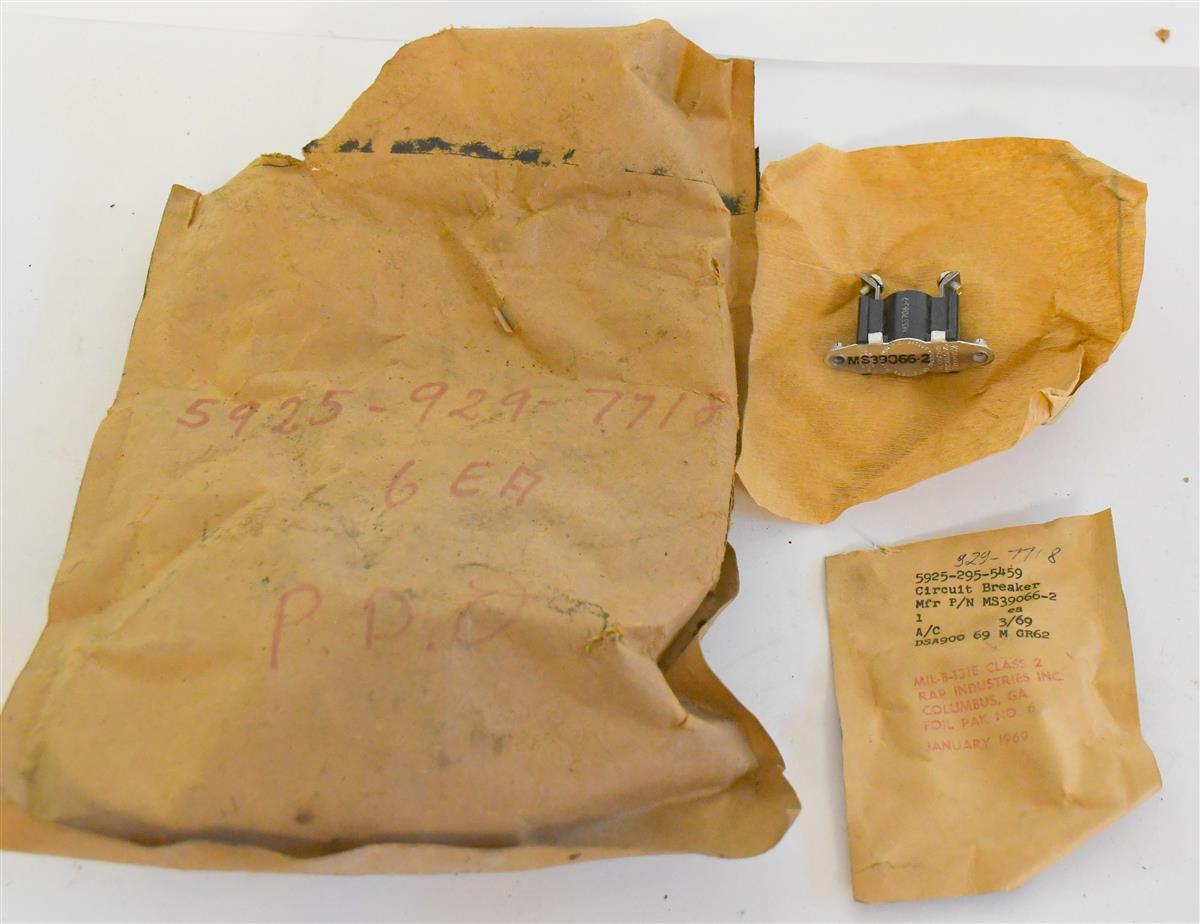 5925-929-7718
6 EA
P.D.O
MS39066-2
929-7718
5925-295-5459
Circuit Breaker
Mfr P/N MS39066-2
1 ea
A/C 3/69
DSA900 69 M GR62
MIL-B-131E CLASS 2
RAP INDUSTRIES INC.
COLUMBUS, GA
FOIL PAK NO 6
JANUARY 1969